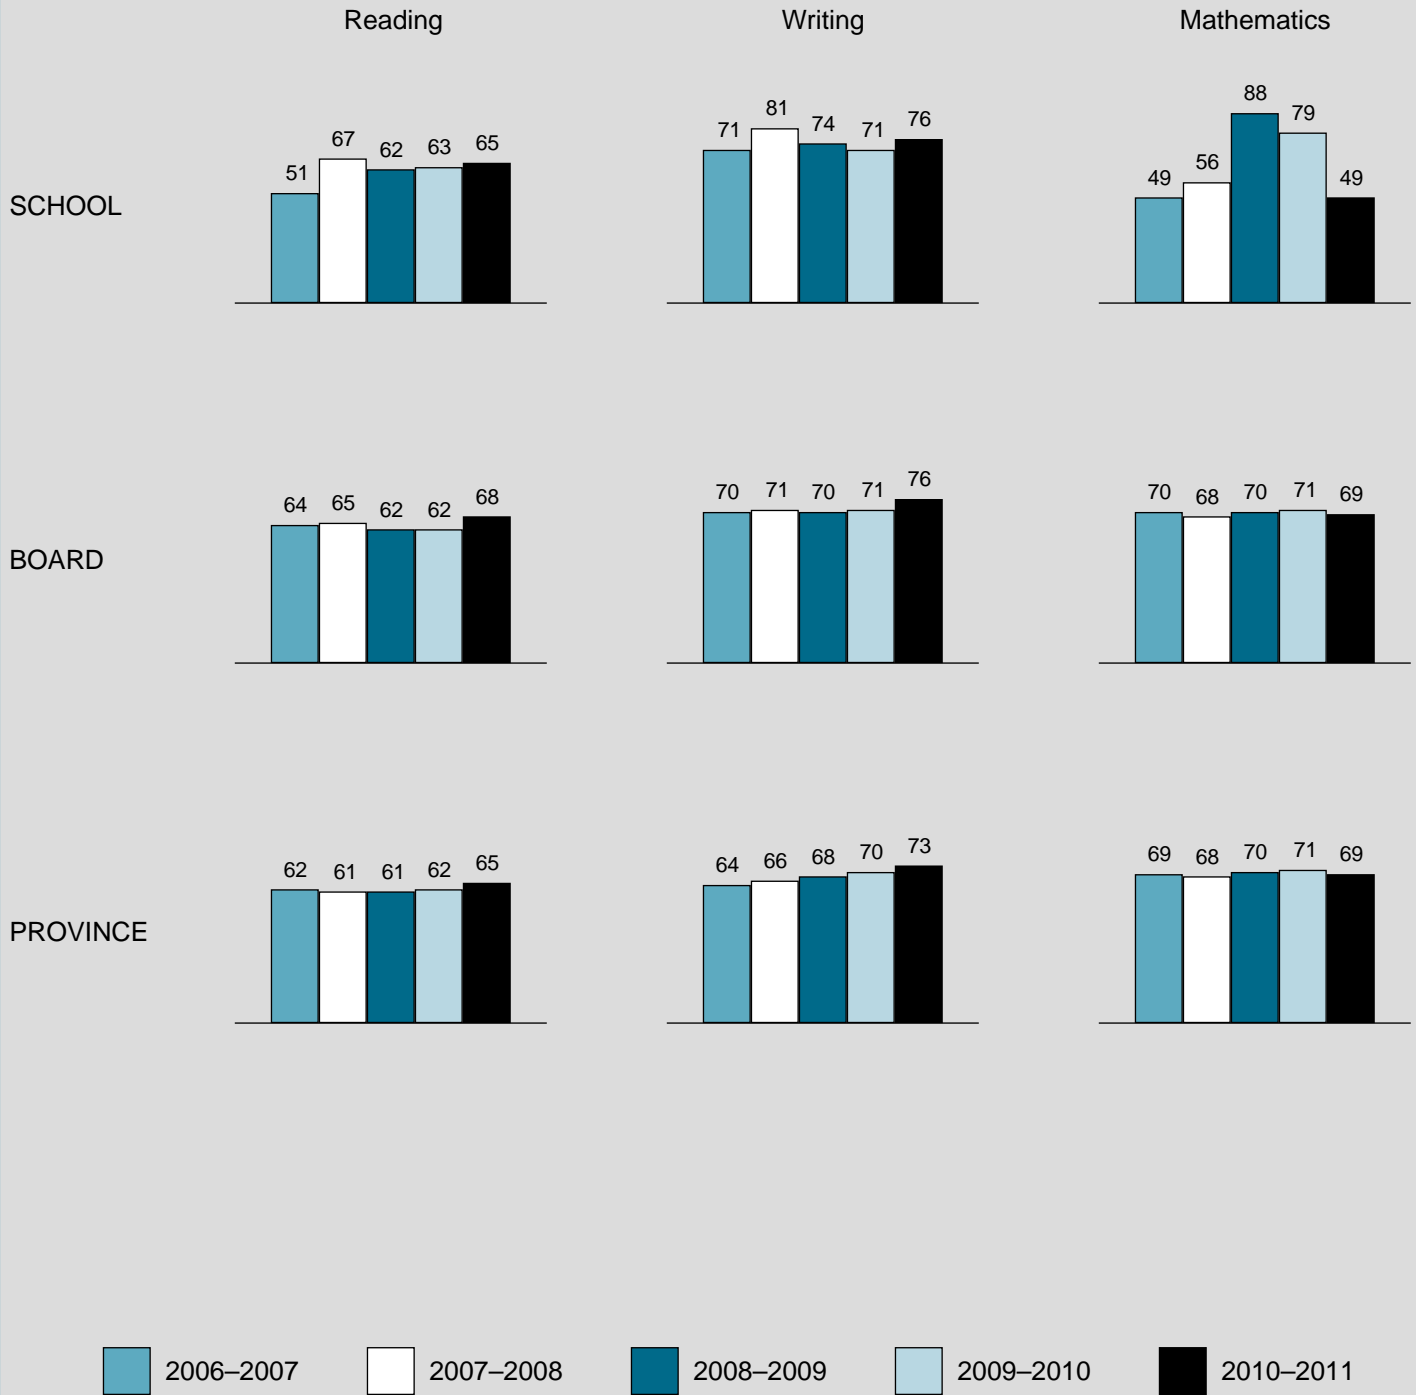 Reading Writing Mathematics
SCHOOL
51 67 62 63 65
71 81 74 71 76
49 56 88 79 49
BOARD
64 65 62 62 68
70 71 70 71 76
70 68 70 71 69
PROVINCE
62 61 61 62 65
64 66 68 70 73
69 68 70 71 69
2006–2007 2007–2008 2008–2009 2009–2010 2010–2011